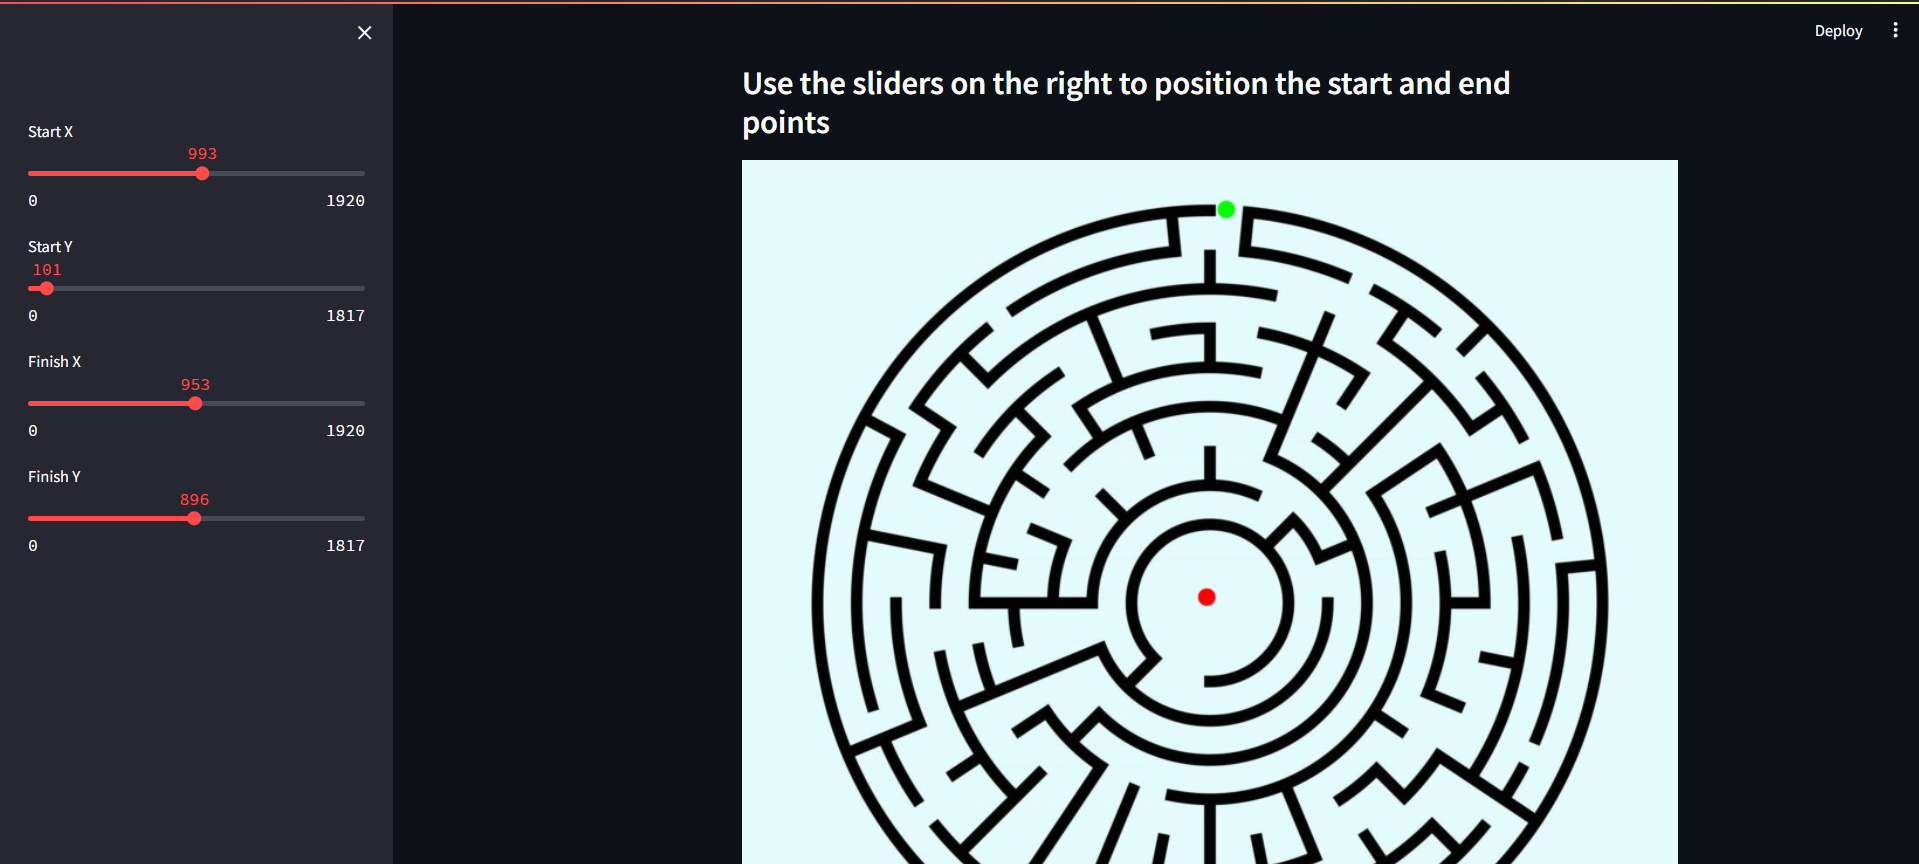 Deploy
Use the sliders on the right to position the start and end
points
Start X
993
0 1920
Start Y
101
0 1817
Finish X
953
0 1920
Finish Y
896
0 1817